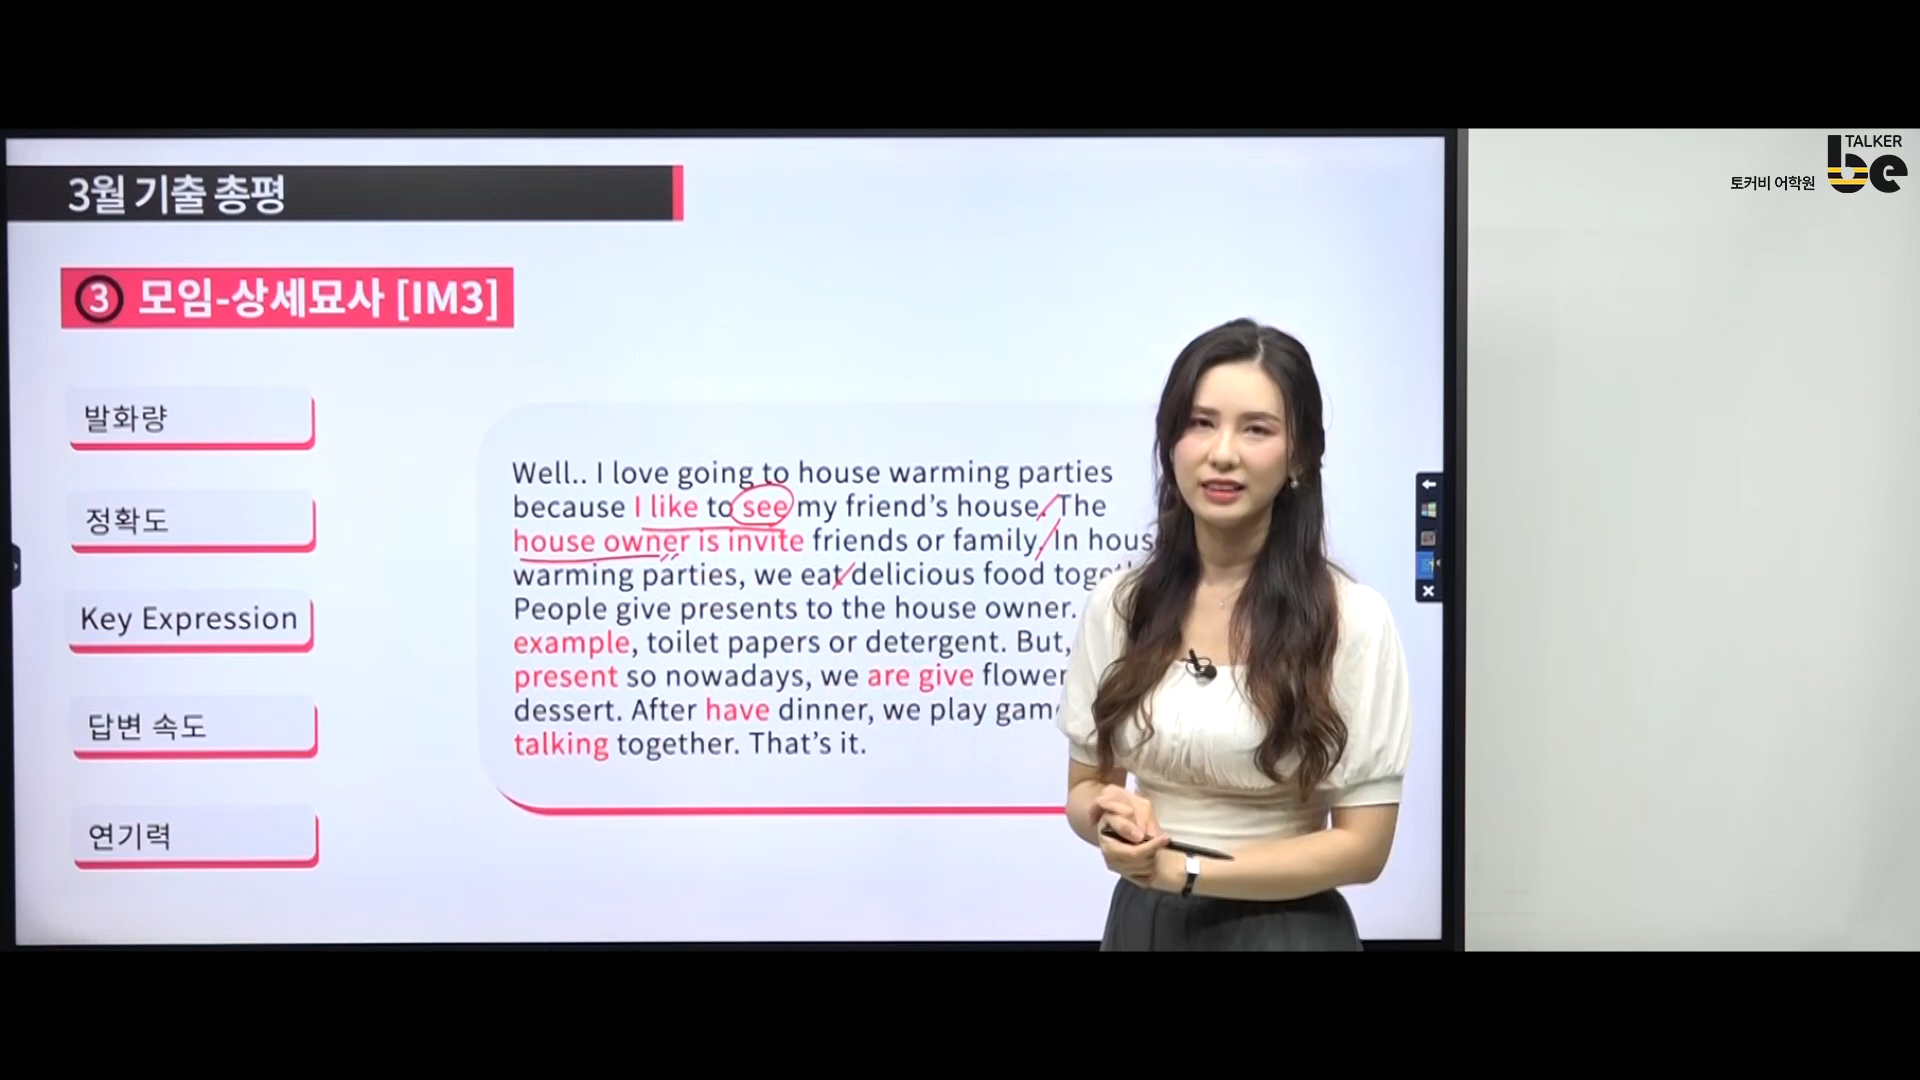 TALKER
be
토커비 어학원
3월 기출 총평
3 모임-상세묘사 [IM3]
발화량
정확도
Key Expression
답변 속도
연기력
Well.. I love going to house warming parties
because I like to see my friend’s house. The
house owner is invite friends or family. In
warming parties, we eat delicious food
People give presents to the house owner.
example, toilet papers or detergent. But,
present so nowadays, we are give
dessert. After have dinner, we play
talking together. That’s it.